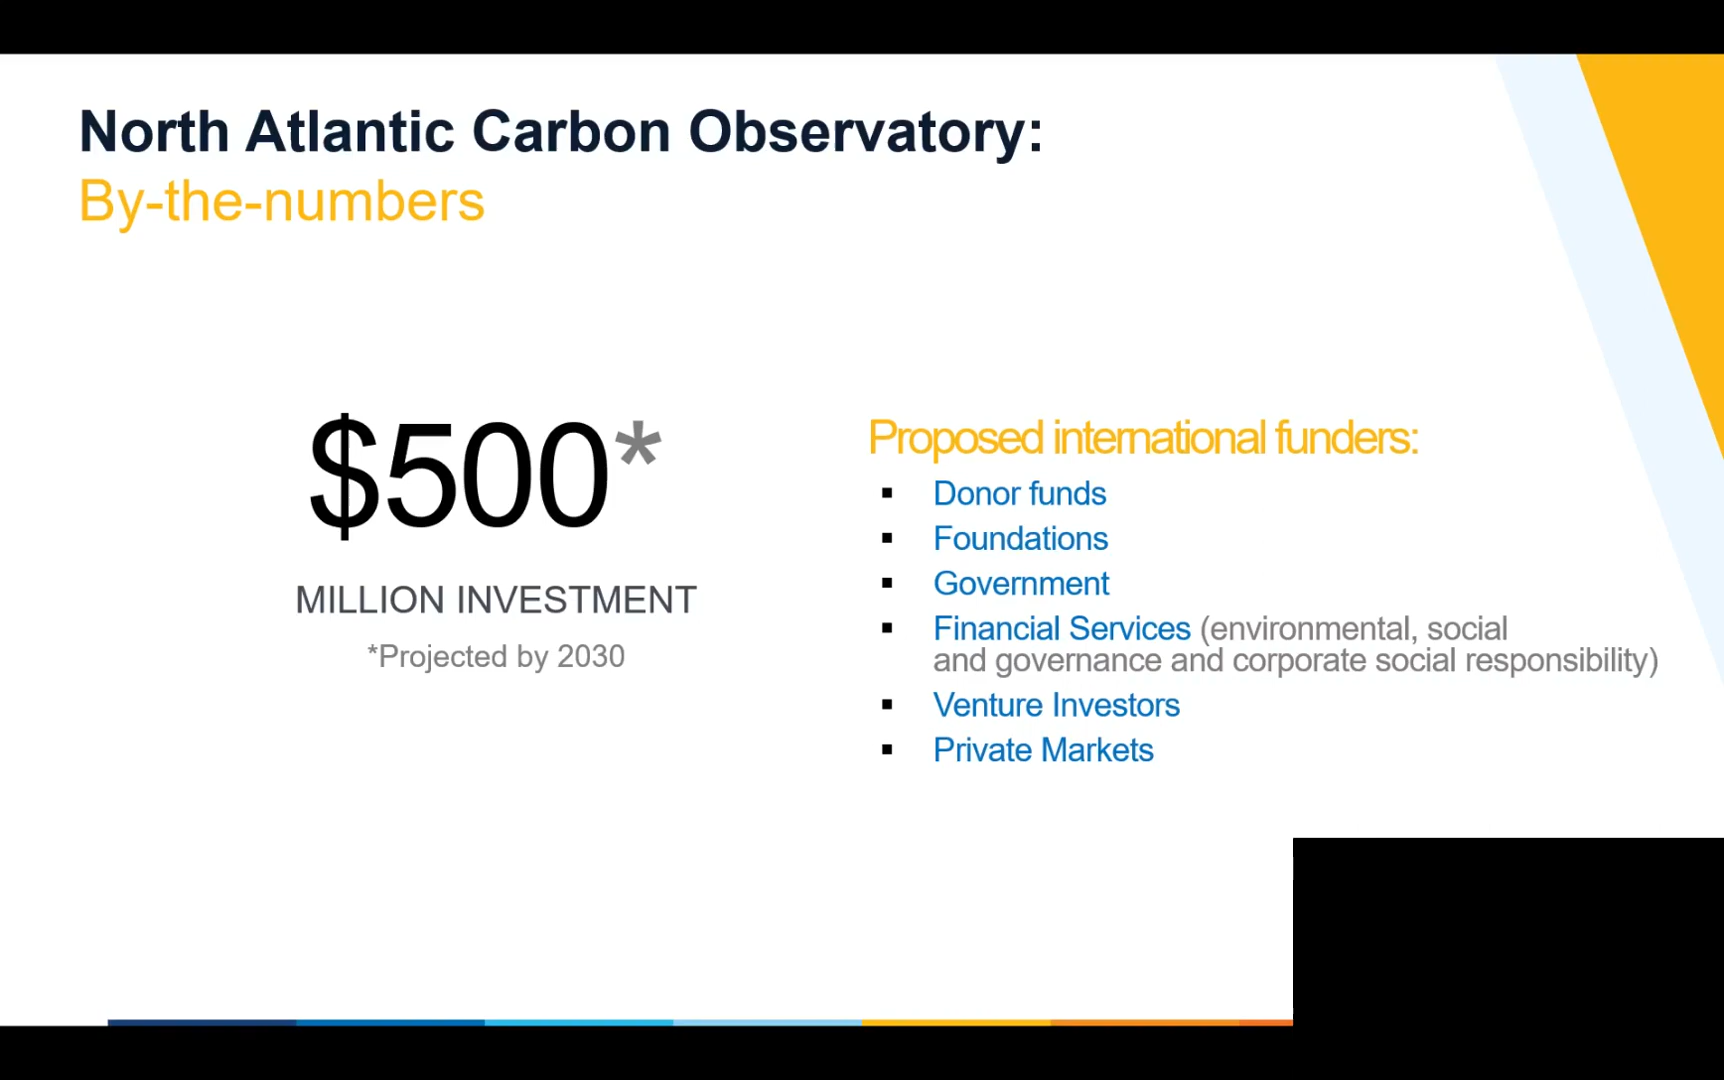 North Atlantic Carbon Observatory:
By-the-numbers
$500*
MILLION INVESTMENT
*Projected by 2030
Proposed international funders:
▪ Donor funds
▪ Foundations
▪ Government
▪ Financial Services (environmental, social
and governance and corporate social responsibility)
▪ Venture Investors
▪ Private Markets